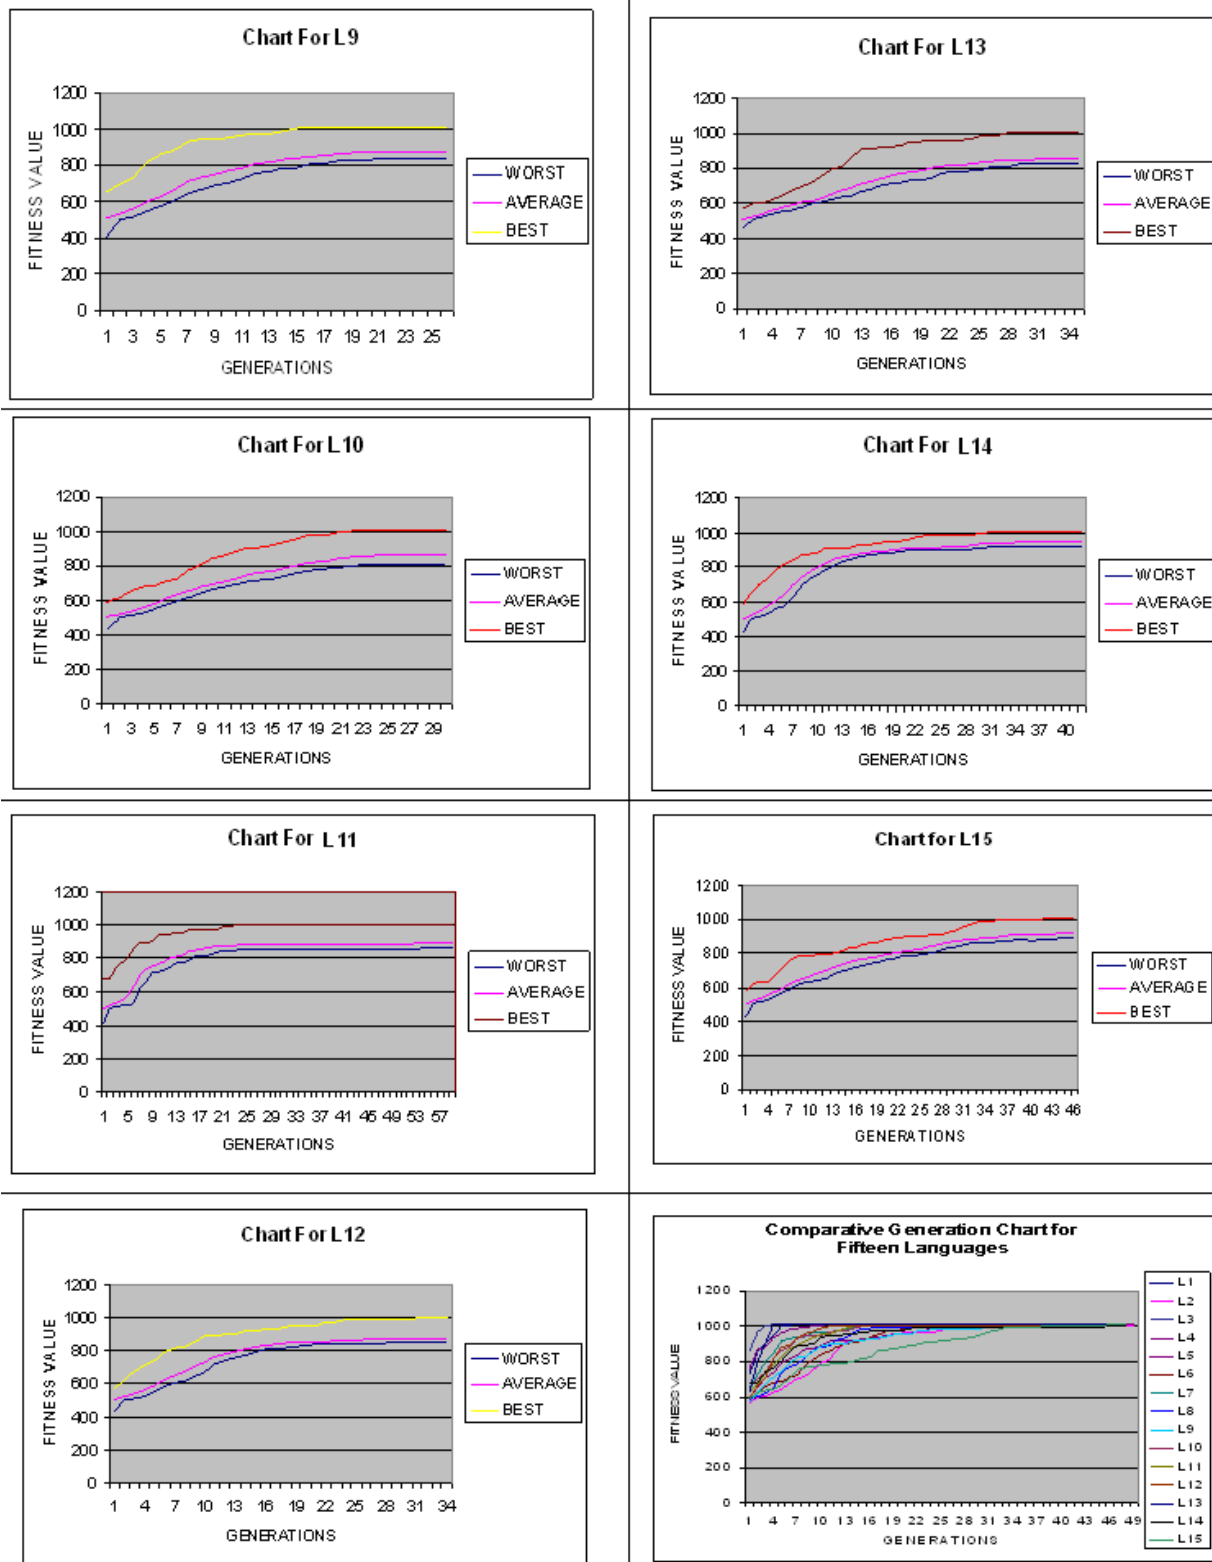 Chart For L9
1200
1000
800
600
400
200
0
FITNESS VALUE
1 3 5 7 9 11 13 15 17 19 21 23 25
GENERATIONS
WORST
AVERAGE
BEST
Chart For L13
1200
1000
800
600
400
200
0
FITNESS VALUE
1 4 7 10 13 16 19 22 25 28 31 34
GENERATIONS
WORST
AVERAGE
BEST
Chart For L10
1200
1000
800
600
400
200
0
FITNESS VALUE
1 3 5 7 9 11 13 15 17 19 21 23 25 27 29
GENERATIONS
WORST
AVERAGE
BEST
Chart For L14
1200
1000
800
600
400
200
0
FITNESS VALUE
1 4 7 10 13 16 19 22 25 28 31 34 37 40
GENERATIONS
WORST
AVERAGE
BEST
Chart For L11
1200
1000
800
600
400
200
0
FITNESS VALUE
1 5 9 13 17 21 25 29 33 37 41 45 49 53 57
GENERATIONS
WORST
AVERAGE
BEST
Chart for L15
1200
1000
800
600
400
200
0
FITNESS VALUE
1 4 7 10 13 16 19 22 25 28 31 34 37 40 43 46
GENERATIONS
WORST
AVERAGE
BEST
Chart For L12
1200
1000
800
600
400
200
0
FITNESS VALUE
1 4 7 10 13 16 19 22 25 28 31 34
GENERATIONS
WORST
AVERAGE
BEST
Comparative Generation Chart for
Fifteen Languages
1200
1000
800
600
400
200
0
FITNESS VALUE
1 4 7 10 13 16 19 22 25 28 31 34 37 40 43 46 49
GENERATIONS
L1
L2
L3
L4
L5
L6
L7
L8
L9
L10
L11
L12
L13
L14
L15